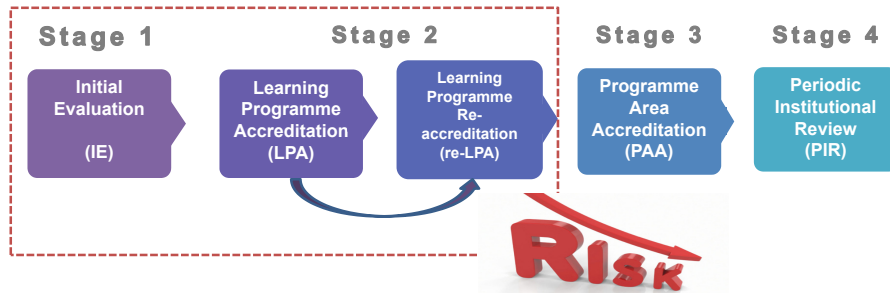 Stage 1
Stage 2
Stage 3
Stage 4
Initial
Evaluation
(IE)
Learning
Programme
Accreditation
(LPA)
Learning
Programme
Re-
accreditation
(re-LPA)
Programme
Area
Accreditation
(PAA)
Periodic
Institutional
Review
(PIR)
RISK